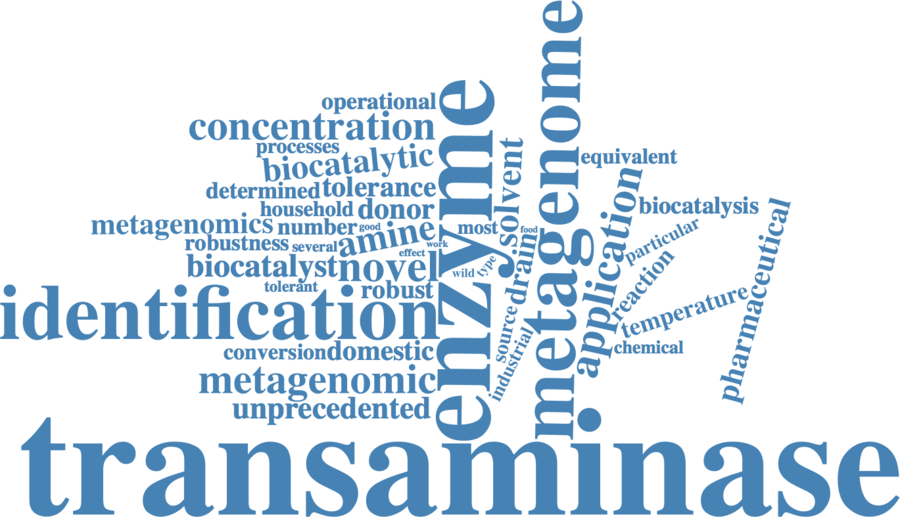 operational
concentration
processes
biocatalytic
determined
tolerance
household
donor
metagenomics
number
good
most
robustness
several
amine
work
effect
biocatalyst
novel
wild
type
tolerant
robust
identification
conversion
domestic
metagenomic
unprecedented
enzyme
solvent
food
drain
source
industrial
metagenome
equivalent
application
biocatalysis
particular
reaction
temperature
chemical
pharmaceutical
transaminase